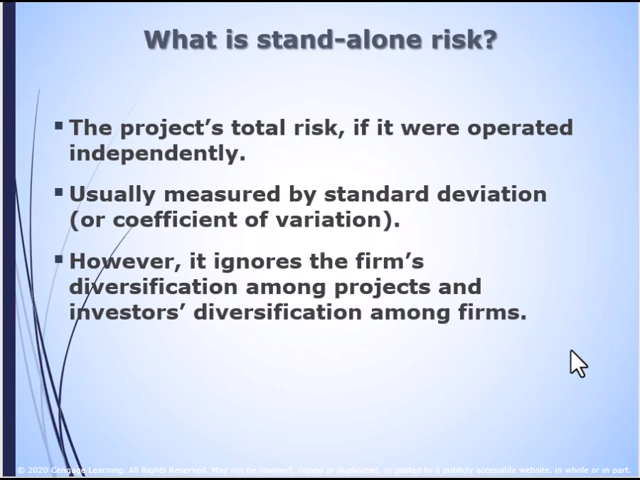 What is stand-alone risk?
▪ The project's total risk, if it were operated
independently.
▪ Usually measured by standard deviation
(or coefficient of variation).
▪ However, it ignores the firm's
diversification among projects and
investors' diversification among firms.
© 2020 Cengage Learning. All Rights Reserved. May not be scanned, copied or duplicated, or posted to a publicly accessible website, in whole or in part.